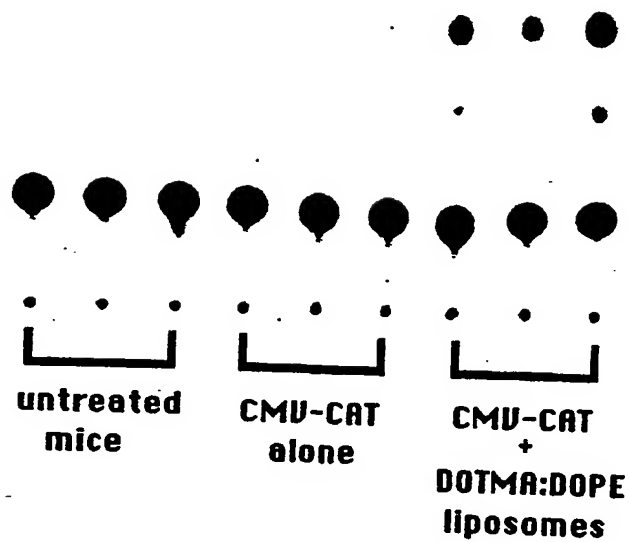 untreated
mice
CMV-CAT
alone
CMV-CAT
+
DOTMA:DOPE
liposomes